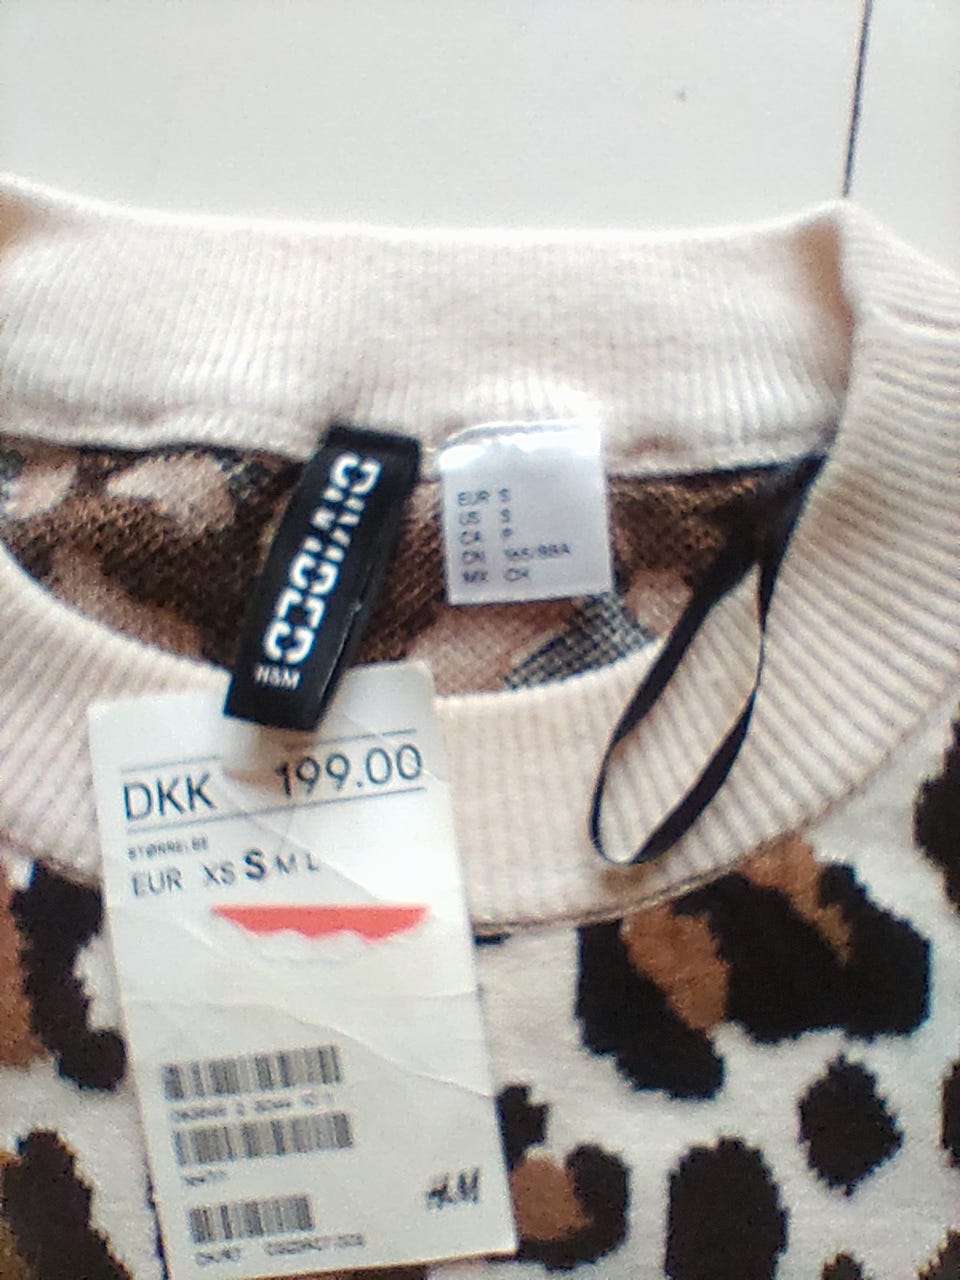 DIVIDED
H&M
EUR S
US S
CA P
CN 165/88A
MX CH
DKK 199.00
STØRRELSE
EUR XS S M L
H&M